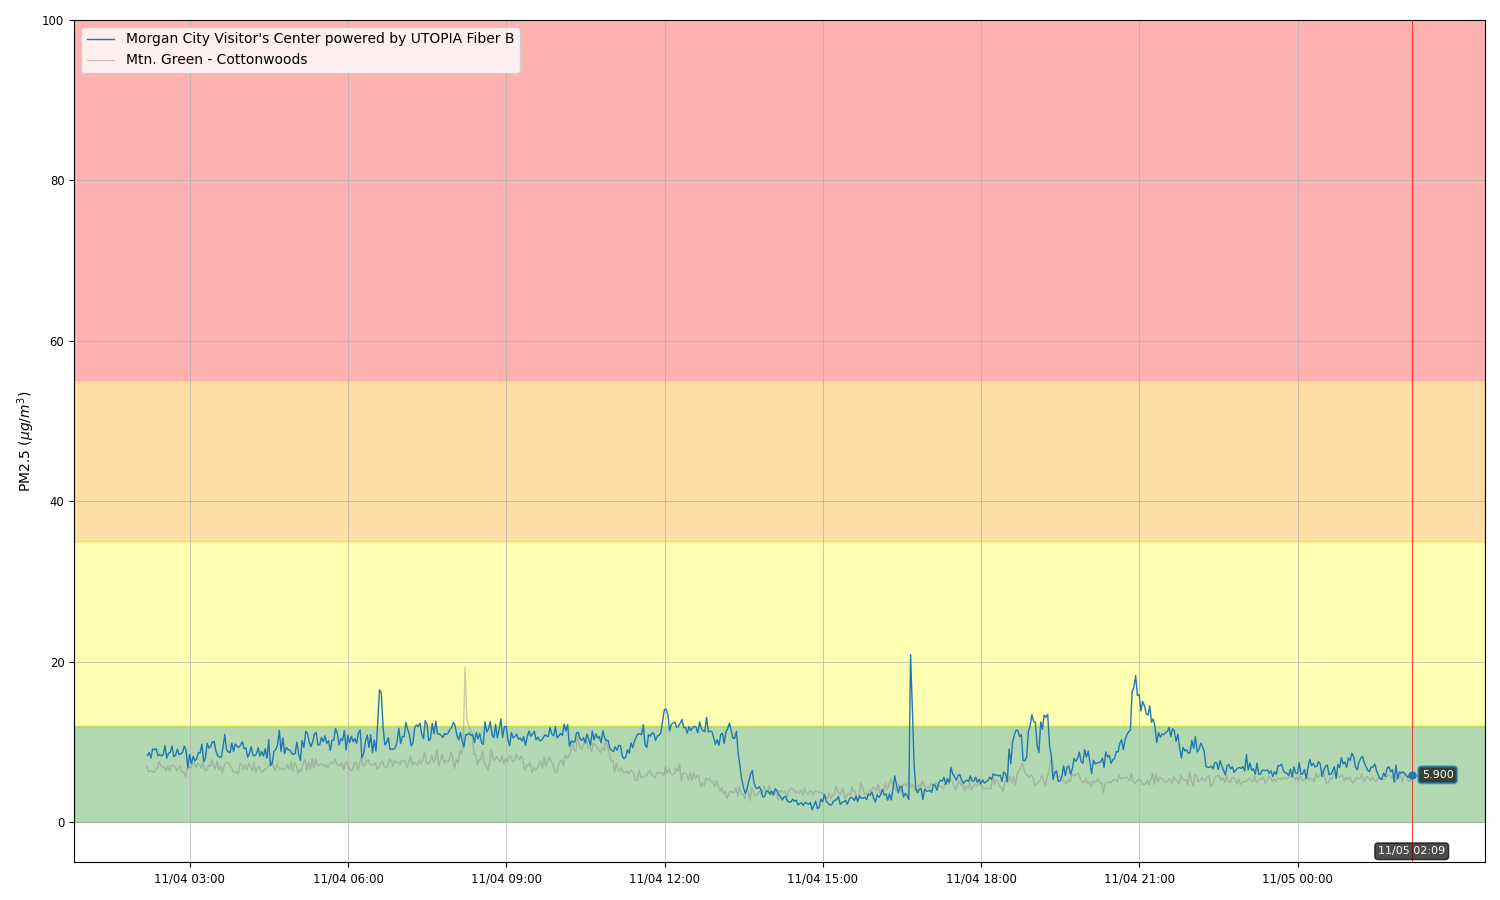 100
Morgan City Visitor's Center powered by UTOPIA Fiber B
Mtn. Green - Cottonwoods
80
60
PM2.5 (μg/m³)
40
20
5.900
0
11/05 02:09
11/04 03:00 11/04 06:00 11/04 09:00 11/04 12:00 11/04 15:00 11/04 18:00 11/04 21:00 11/05 00:00